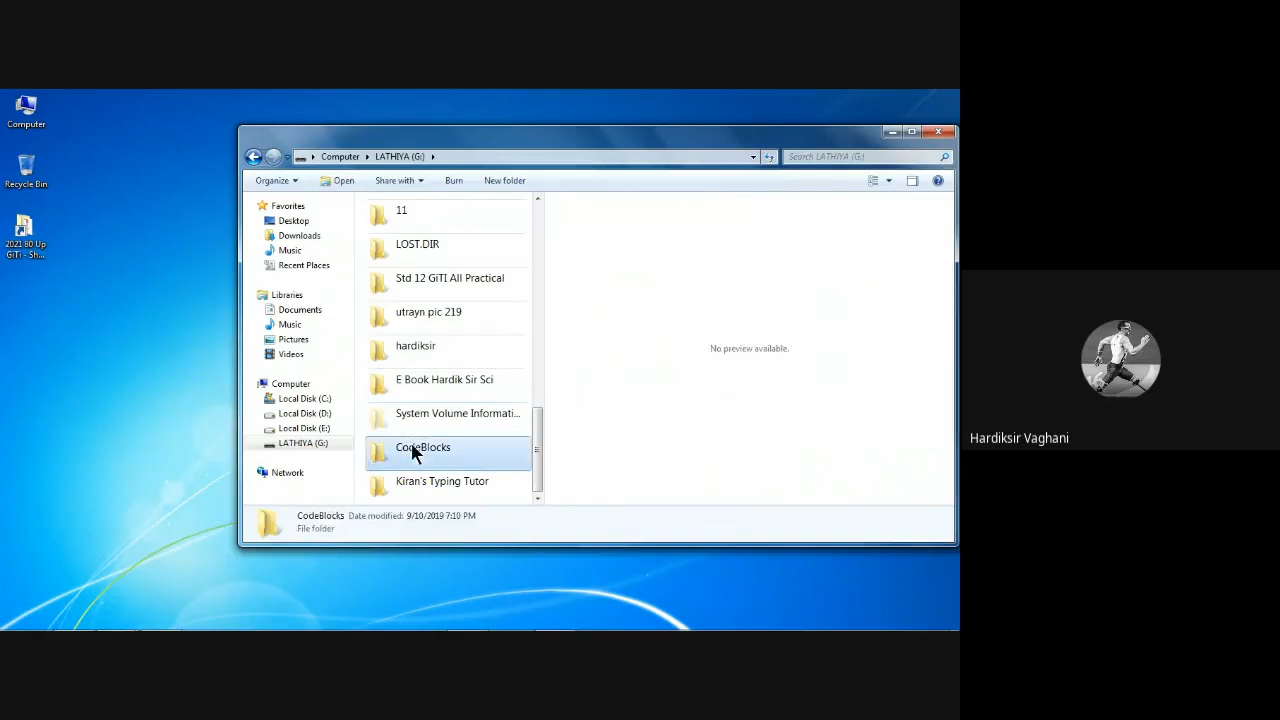 Computer
Recycle Bin
2021 80 Up
GiTi - Sh...
Computer
LATHIYA (G:)
Search LATHIYA (G:)
Organize
Open
Share with
Burn
New folder
Favorites
Desktop
Downloads
Music
Recent Places
Libraries
Documents
Music
Pictures
Videos
Computer
Local Disk (C:)
Local Disk (D:)
Local Disk (E:)
LATHIYA (G:)
Network
11
LOST.DIR
Std 12 GiTI All Practical
utrayn pic 219
hardiksir
E Book Hardik Sir Sci
System Volume Informati...
CodeBlocks
Kiran's Typing Tutor
No preview available.
CodeBlocks Date modified: 9/10/2019 7:10 PM
File folder
Hardiksir Vaghani